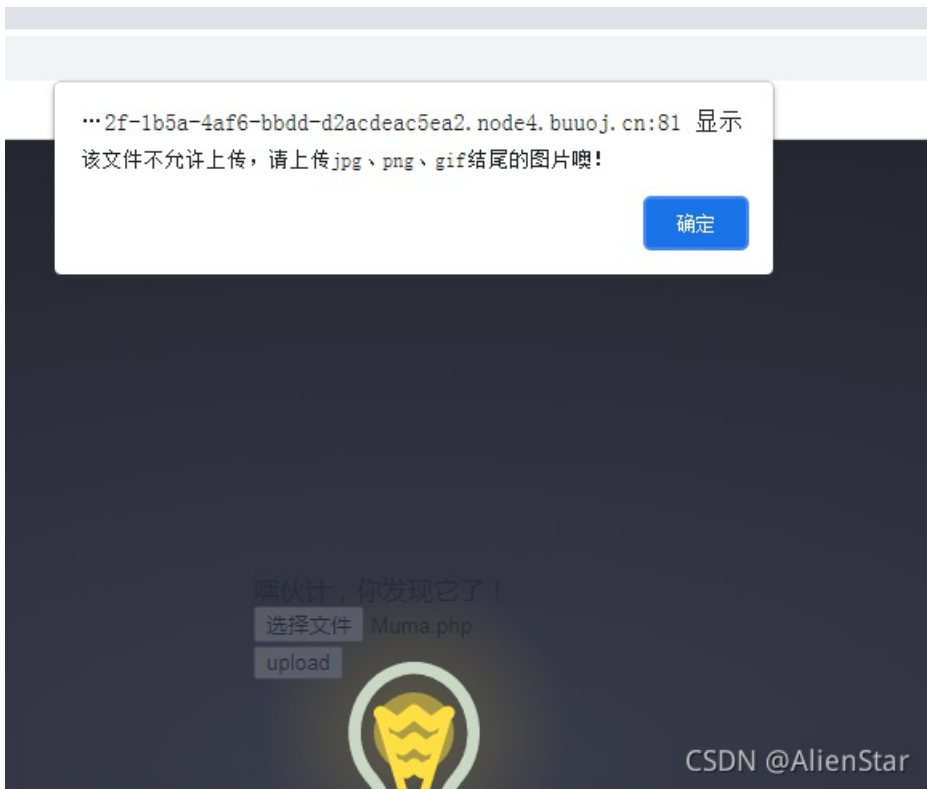 …2f-1b5a-4af6-bbdd-d2acdeac5ea2.node4.buuoj.cn:81 显示
该文件不允许上传，请上传jpg、png、gif结尾的图片噢!
确定
嘿伙计，你发现它了！
选择文件 Muma.php
upload
CSDN @AlienStar